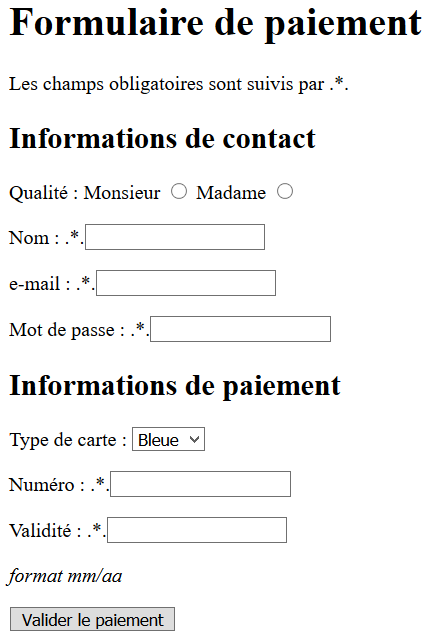 Formulaire de paiement
Les champs obligatoires sont suivis par .*.
Informations de contact
Qualité : Monsieur Madame
Nom : .*.
e-mail : .*.
Mot de passe : .*.
Informations de paiement
Type de carte : Bleue
Numéro : .*.
Validité : .*.
format mm/aa
Valider le paiement